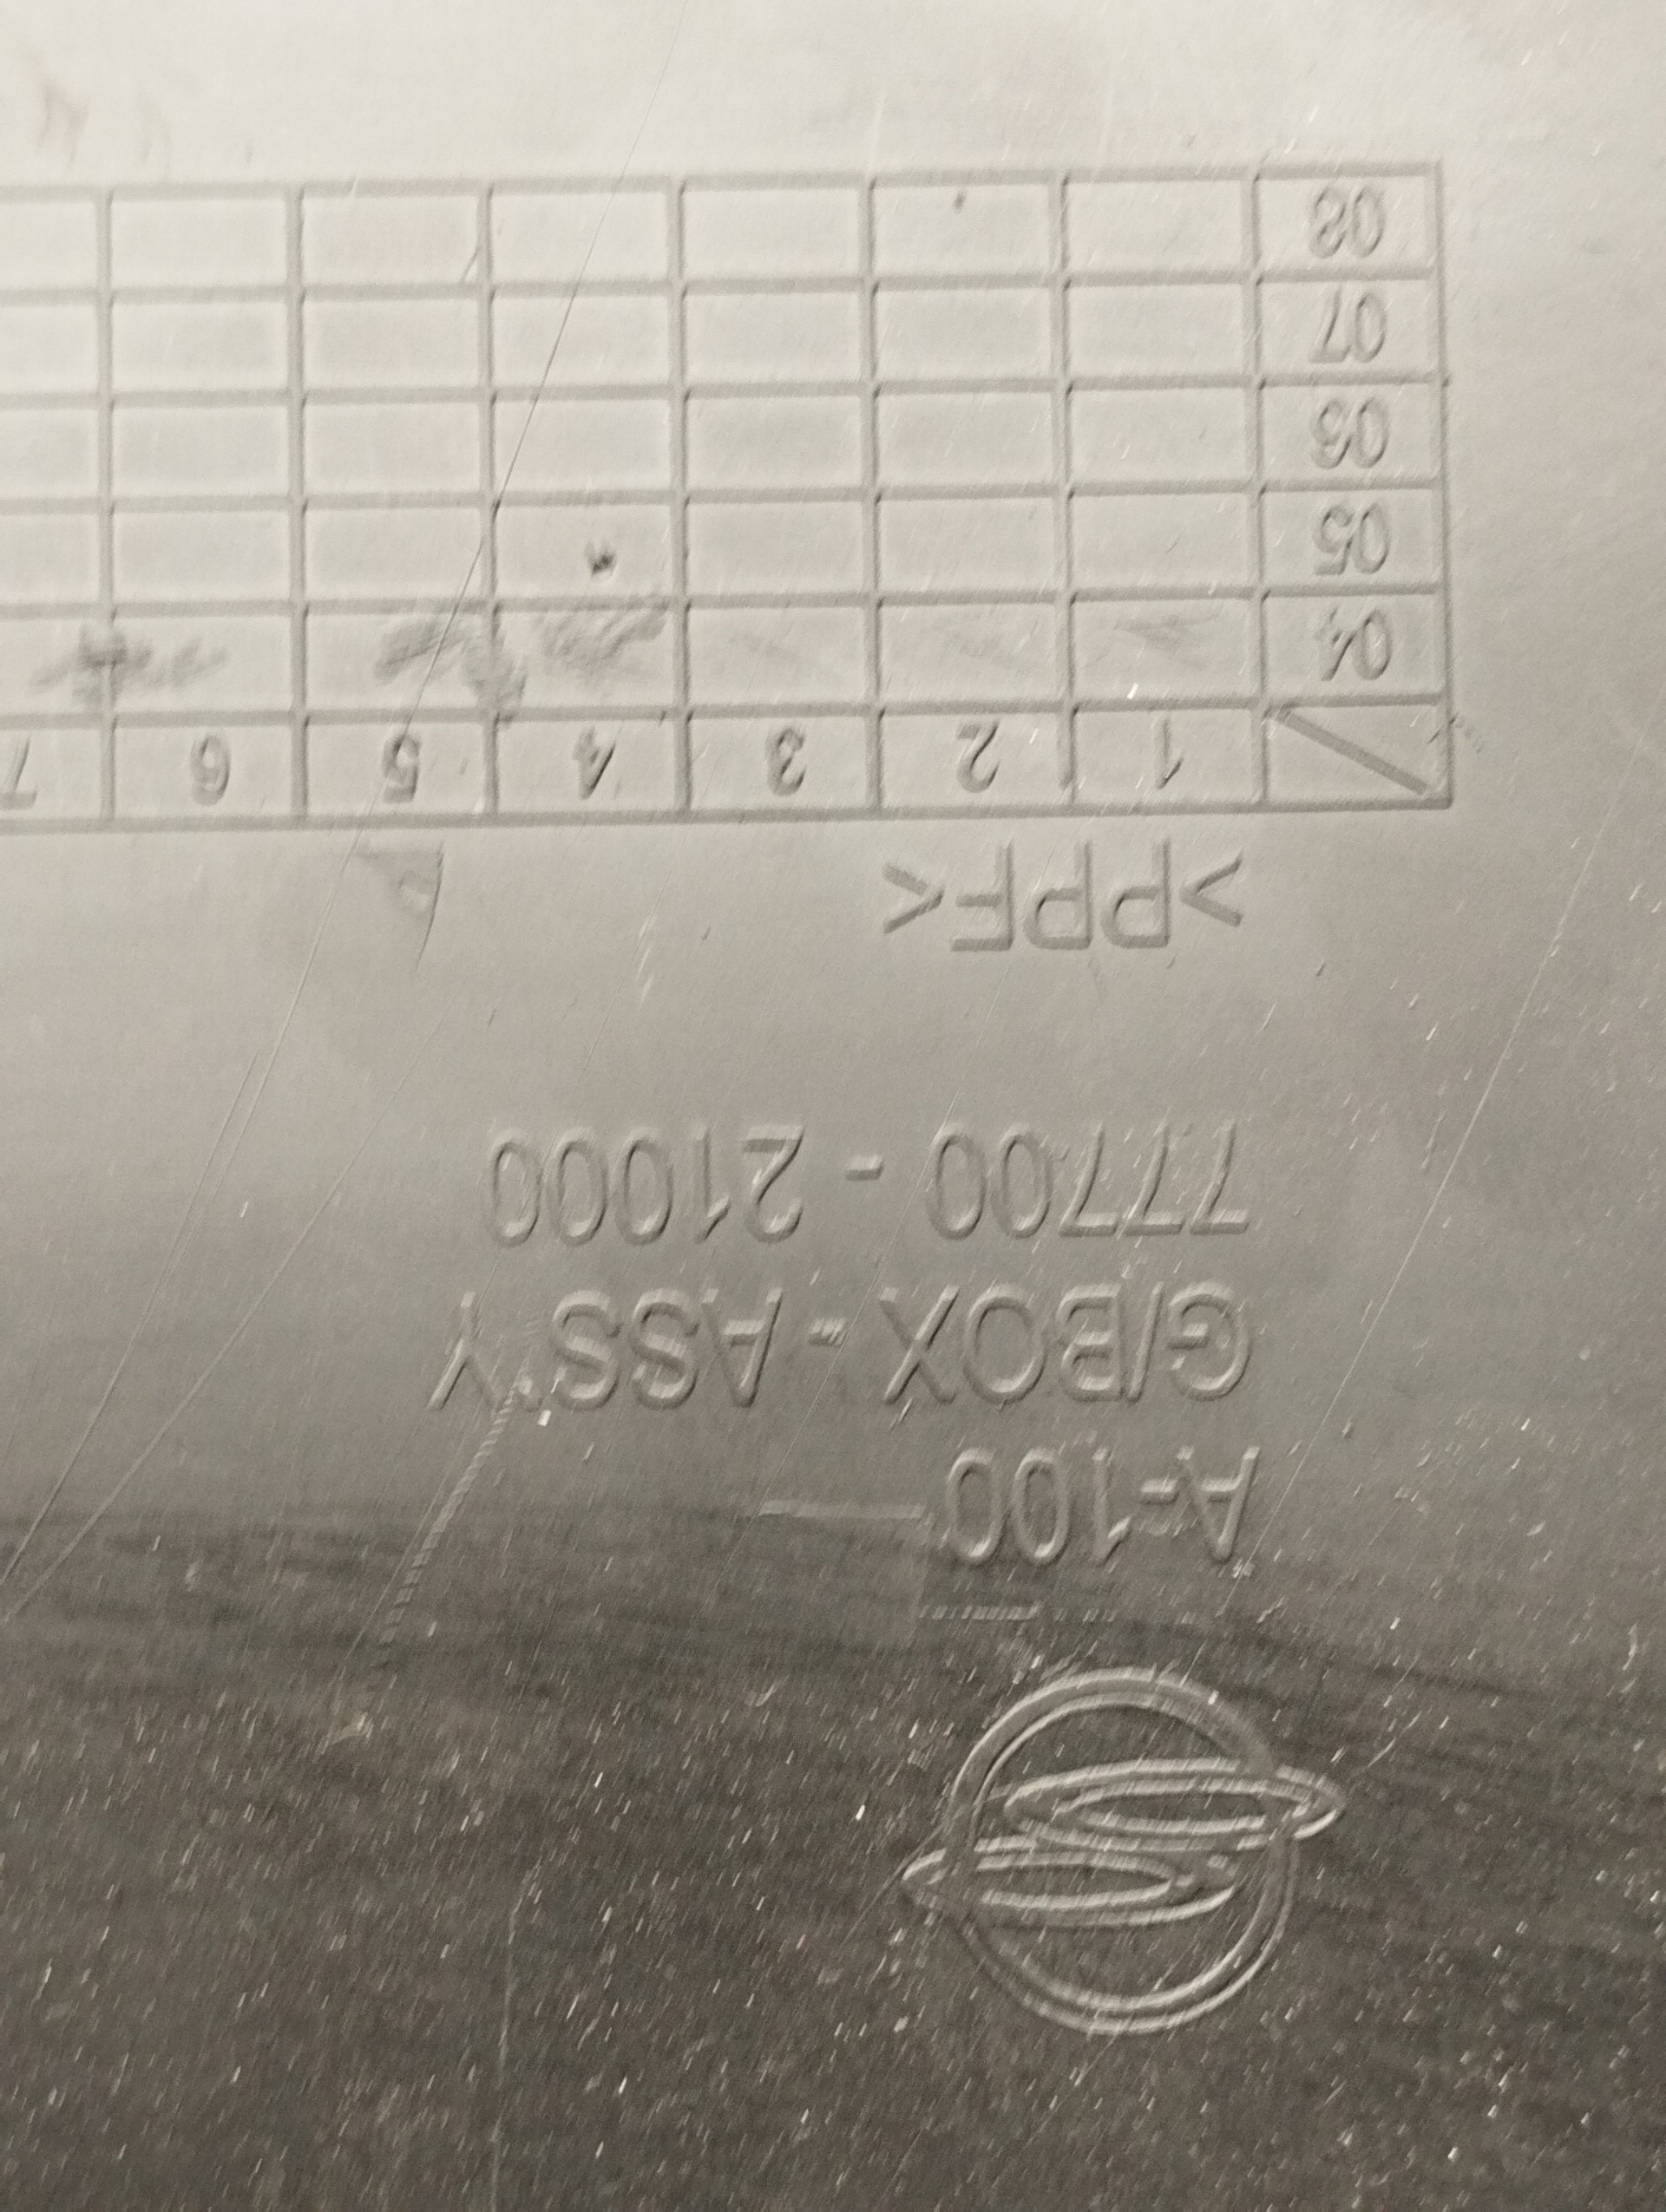 A-100
G/BOX - ASS'Y
77700 - 21000
>PPF<
1 2 3 4 5 6 7
04
05
06
07
08